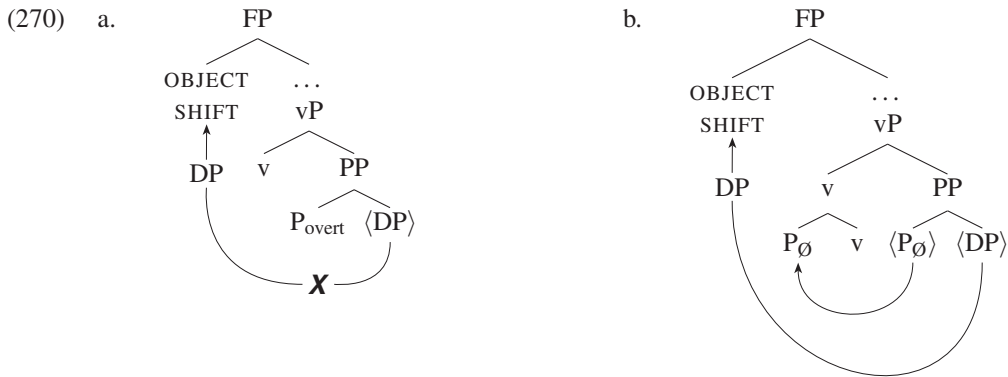 (270) a. FP b. FP
OBJECT SHIFT ... OBJECT SHIFT ...
vP vP
DP v PP DP v PP
P_overt ⟨DP⟩ P_Ø v ⟨P_Ø⟩ ⟨DP⟩
X